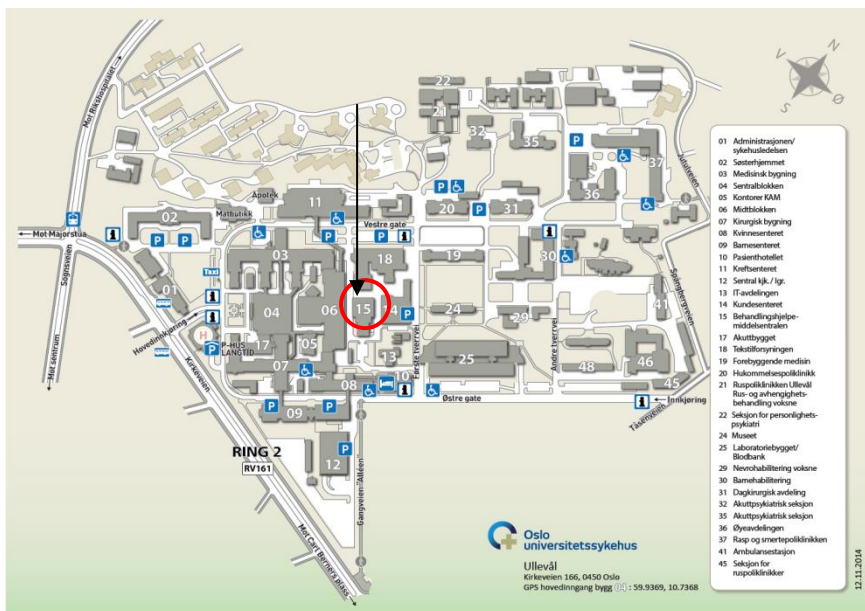 Mot Rikshospitalet
Mot Majorstua
Sognsveien
Mot sentrum
Hovedinnkjøring
Kirkeveien
Taxi
P-HUS
LANGTID
H
Apotek
Matbutikk
Vestre gate
Første tverrvei
Andre tverrvei
Østre gate
Gangveien "Alléen"
Innkjøring
Tåsenveien
Spångbergveien
RING 2
RV161
Mot Carl Berners plass
N
Ø
S
V
01
02
03
04
05
06
07
08
09
10
11
12
13
14
15
17
17
18
19
20
21
22
24
25
29
30
31
32
35
36
37
41
45
46
48
01 Administrasjonen/
sykehusledelsen
02 Søsterhjemmet
03 Medisinsk bygning
04 Sentralblokken
05 Kontorer KAM
06 Midtblokken
07 Kirurgisk bygning
08 Kvinnesenteret
09 Barnesenteret
10 Pasienthotellet
11 Kreftsenteret
12 Sentral kjk. / lgr.
13 IT-avdelingen
14 Kundesenteret
15 Behandlingshjelpe-
middelsentralen
17 Akuttbygget
18 Tekstilforsyningen
19 Forebyggende medisin
20 Hukommelsespoliklinikk
21 Ruspoliklinikken Ullevål
Rus- og avhengighets-
behandling voksne
22 Seksjon for personlighets-
psykiatri
24 Museet
25 Laboratoriebygget/
Blodbank
29 Nevrohabilitering voksne
30 Barnehabilitering
31 Dagkirurgisk avdeling
32 Akuttpsykiatrisk seksjon
35 Akuttpsykiatrisk seksjon
36 Øyeavdelingen
37 Rasp og smertepoliklinikken
41 Ambulansestasjon
45 Seksjon for
ruspoliklinikker
Oslo
universitetssykehus
Ullevål
Kirkeveien 166, 0450 Oslo
GPS hovedinngang bygg 04 : 59.9369, 10.7368
12.11.2014